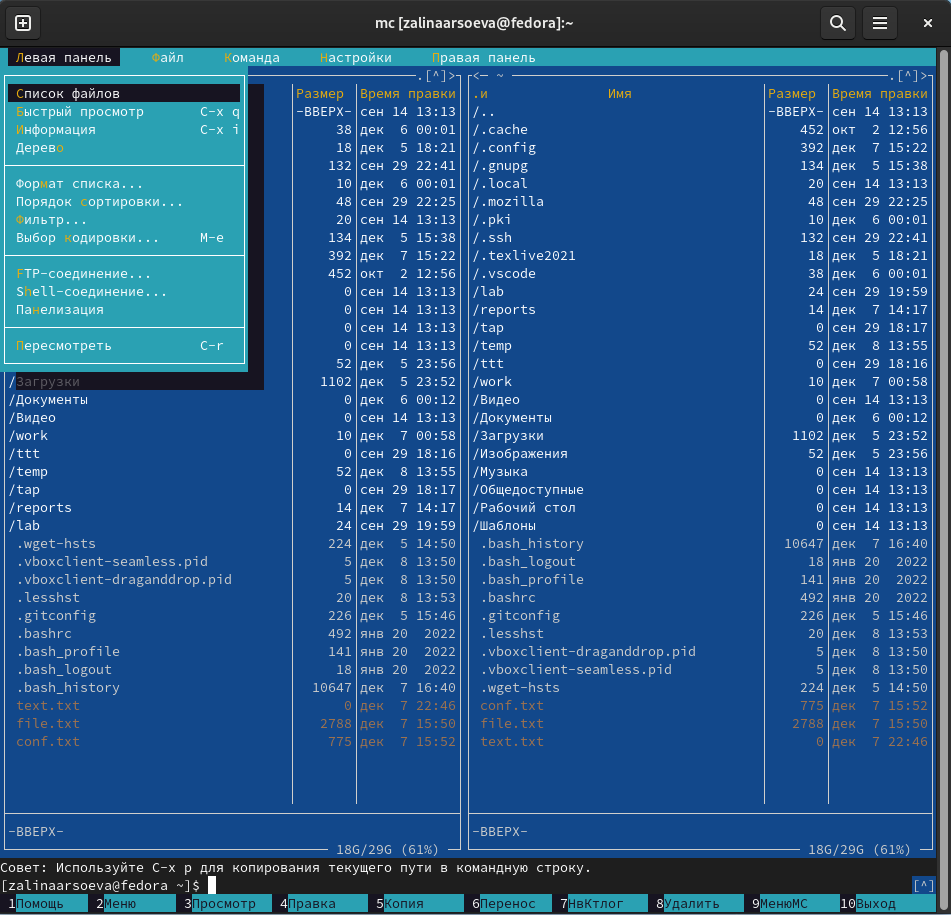 mc [zalinaarsoeva@fedora]:~
Левая панель Файл Команда Настройки Правая панель
.[^]> <— ~ .[^]>
Список файлов Размер Время правки .и Имя Размер Время правки
Быстрый просмотр C-x q -ВВЕРХ- сен 14 13:13 /.. -ВВЕРХ- сен 14 13:13
Информация C-x i 38 дек 6 00:01 /.cache 452 окт 2 12:56
Дерево 18 дек 5 18:21 /.config 392 дек 7 15:22
132 сен 29 22:41 /.gnupg 134 дек 5 15:38
Формат списка... 10 дек 6 00:01 /.local 20 сен 14 13:13
Порядок сортировки... 48 сен 29 22:25 /.mozilla 48 сен 29 22:25
Фильтр... 20 сен 14 13:13 /.pki 10 дек 6 00:01
Выбор кодировки... M-e 134 дек 5 15:38 /.ssh 132 сен 29 22:41
392 дек 7 15:22 /.texlive2021 18 дек 5 18:21
FTP-соединение... 452 окт 2 12:56 /.vscode 38 дек 6 00:01
Shell-соединение... 0 сен 14 13:13 /lab 24 сен 29 19:59
Панелизация 0 сен 14 13:13 /reports 14 дек 7 14:17
0 сен 14 13:13 /tap 0 сен 29 18:17
Пересмотреть C-r 0 сен 14 13:13 /temp 52 дек 8 13:55
52 дек 5 23:56 /ttt 0 сен 29 18:16
/Загрузки 1102 дек 5 23:52 /work 10 дек 7 00:58
/Документы 0 дек 6 00:12 /Видео 0 сен 14 13:13
/Видео 0 сен 14 13:13 /Документы 0 дек 6 00:12
/work 10 дек 7 00:58 /Загрузки 1102 дек 5 23:52
/ttt 0 сен 29 18:16 /Изображения 52 дек 5 23:56
/temp 52 дек 8 13:55 /Музыка 0 сен 14 13:13
/tap 0 сен 29 18:17 /Общедоступные 0 сен 14 13:13
/reports 14 дек 7 14:17 /Рабочий стол 0 сен 14 13:13
/lab 24 сен 29 19:59 /Шаблоны 0 сен 14 13:13
.wget-hsts 224 дек 5 14:50 .bash_history 10647 дек 7 16:40
.vboxclient-seamless.pid 5 дек 8 13:50 .bash_logout 18 янв 20 2022
.vboxclient-draganddrop.pid 5 дек 8 13:50 .bash_profile 141 янв 20 2022
.lesshst 20 дек 8 13:53 .bashrc 492 янв 20 2022
.gitconfig 226 дек 5 15:46 .gitconfig 226 дек 5 15:46
.bashrc 492 янв 20 2022 .lesshst 20 дек 8 13:53
.bash_profile 141 янв 20 2022 .vboxclient-draganddrop.pid 5 дек 8 13:50
.bash_logout 18 янв 20 2022 .vboxclient-seamless.pid 5 дек 8 13:50
.bash_history 10647 дек 7 16:40 .wget-hsts 224 дек 5 14:50
text.txt 0 дек 7 22:46 conf.txt 775 дек 7 15:52
file.txt 2788 дек 7 15:50 file.txt 2788 дек 7 15:50
conf.txt 775 дек 7 15:52 text.txt 0 дек 7 22:46
-ВВЕРХ- -ВВЕРХ-
18G/29G (61%) 18G/29G (61%)
Совет: Используйте C-x p для копирования текущего пути в командную строку.
[zalinaarsoeva@fedora ~]$ [^]
1Помощь 2Меню 3Просмотр 4Правка 5Копия 6Перенос 7НвКтлог 8Удалить 9МенюMC 10Выход